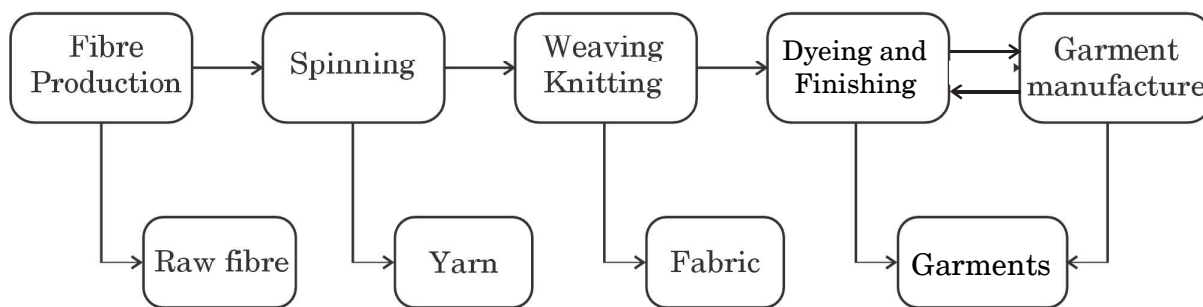 Fibre
Production
Spinning
Weaving
Knitting
Dyeing and
Finishing
Garment
manufacture
Raw fibre
Yarn
Fabric
Garments